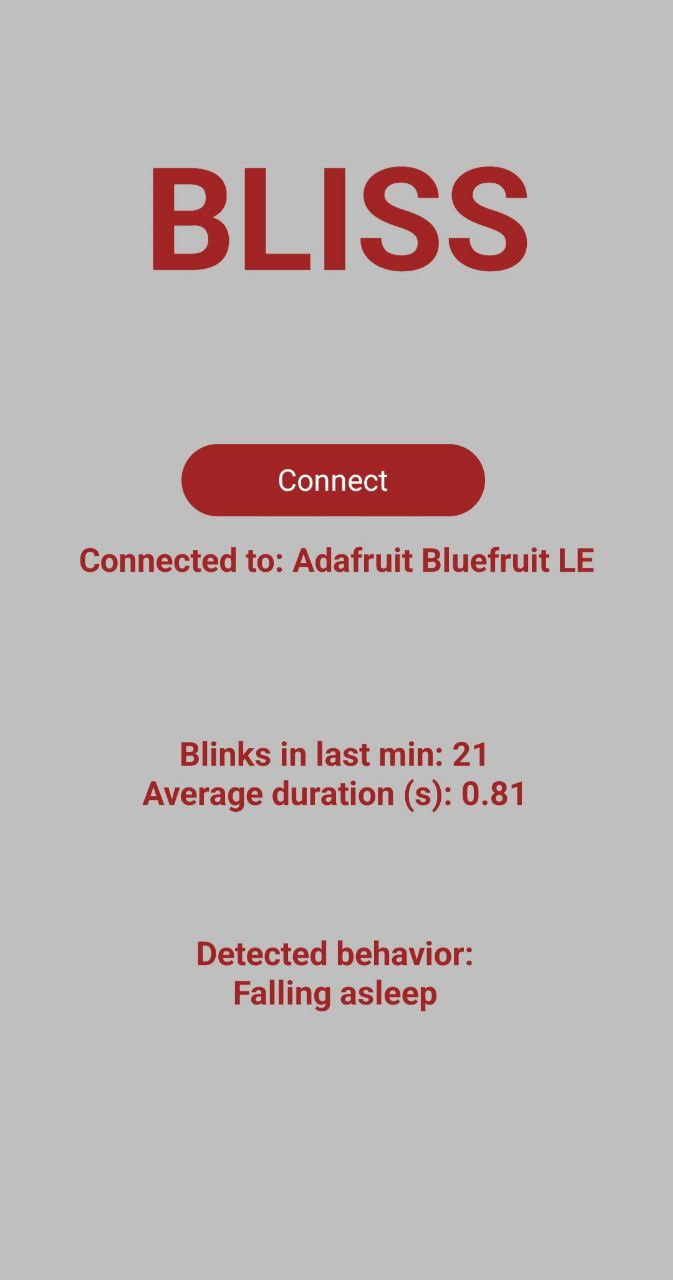 BLISS
Connect
Connected to: Adafruit Bluefruit LE
Blinks in last min: 21
Average duration (s): 0.81
Detected behavior:
Falling asleep